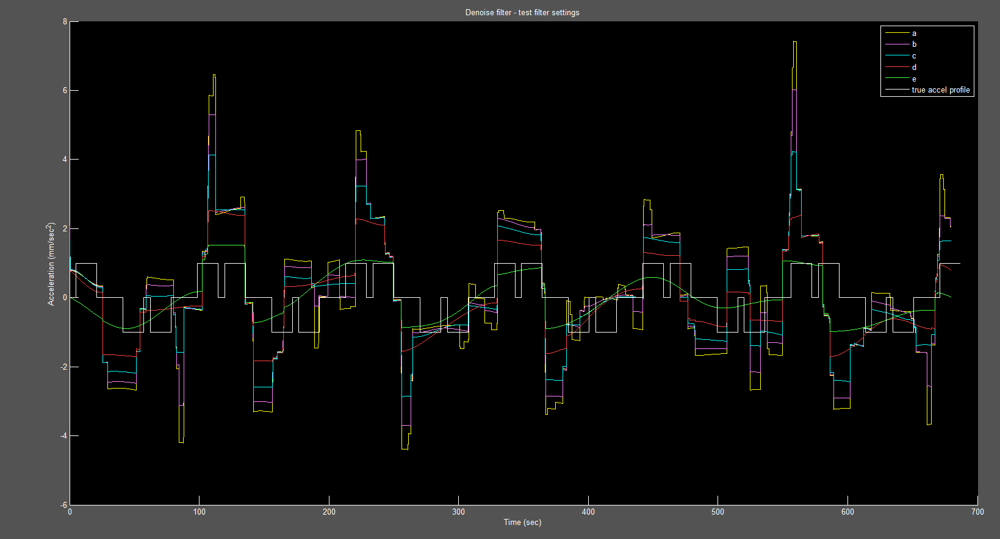 Denoise filter - test filter settings
8
6
4
2
0
-2
-4
-6
Acceleration (mm/sec²)
a
b
c
d
e
true accel profile
0 100 200 300 400 500 600 700
Time (sec)